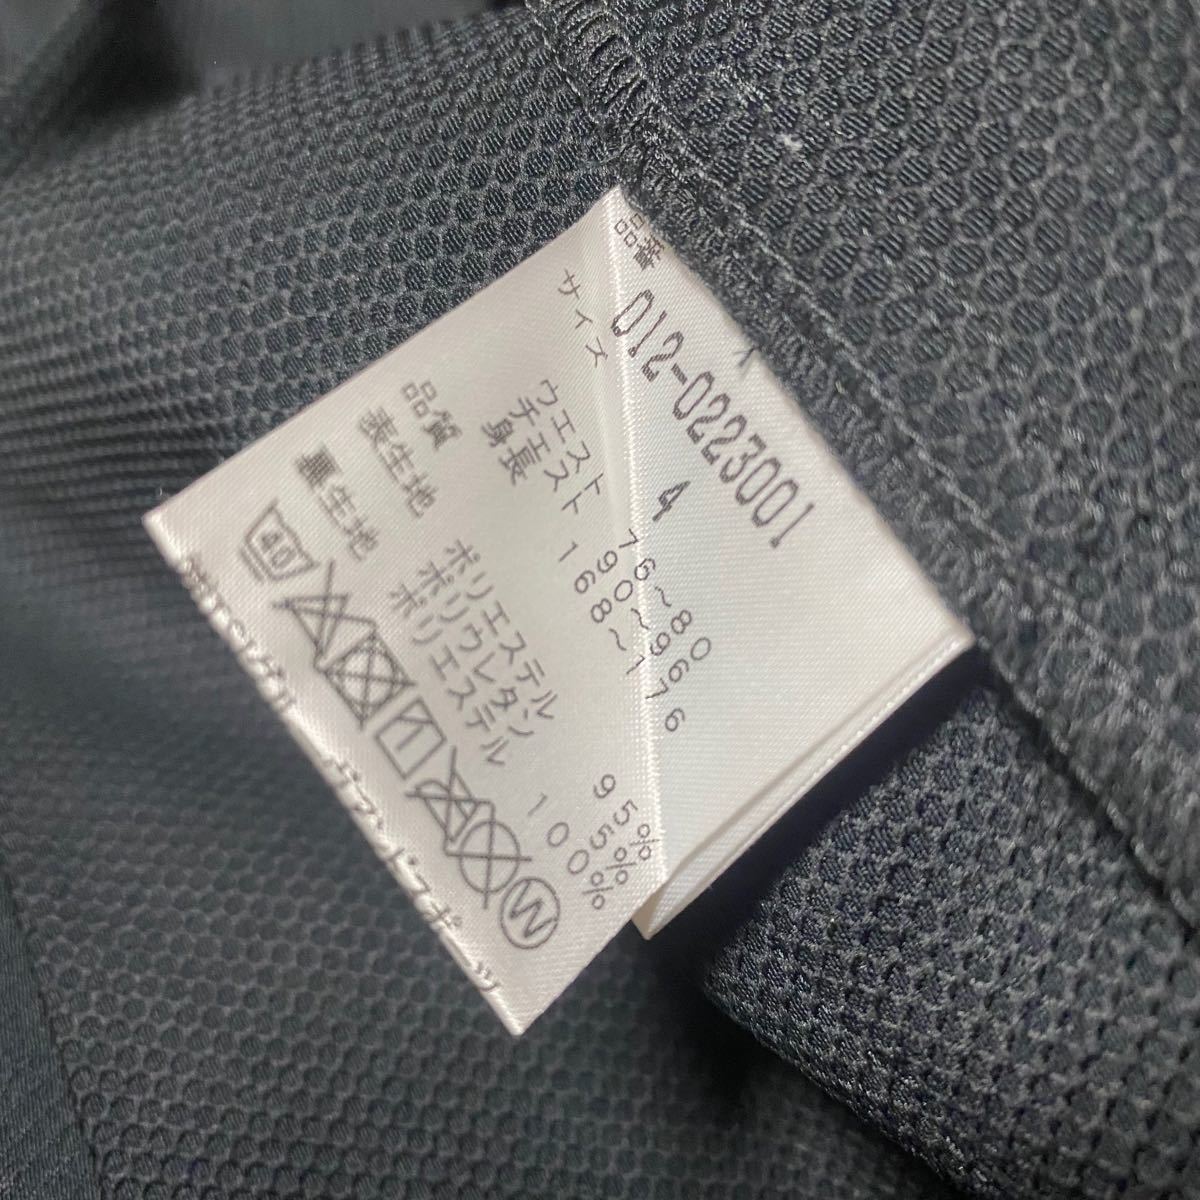 品番 012-0223001
サイズ 4
ウエスト 76~80
チエスト 90~96
身長 168~176
品質
表生地 ポリエステル 95%
ポリウレタン 5%
裏生地 ポリエステル 100%
40
W